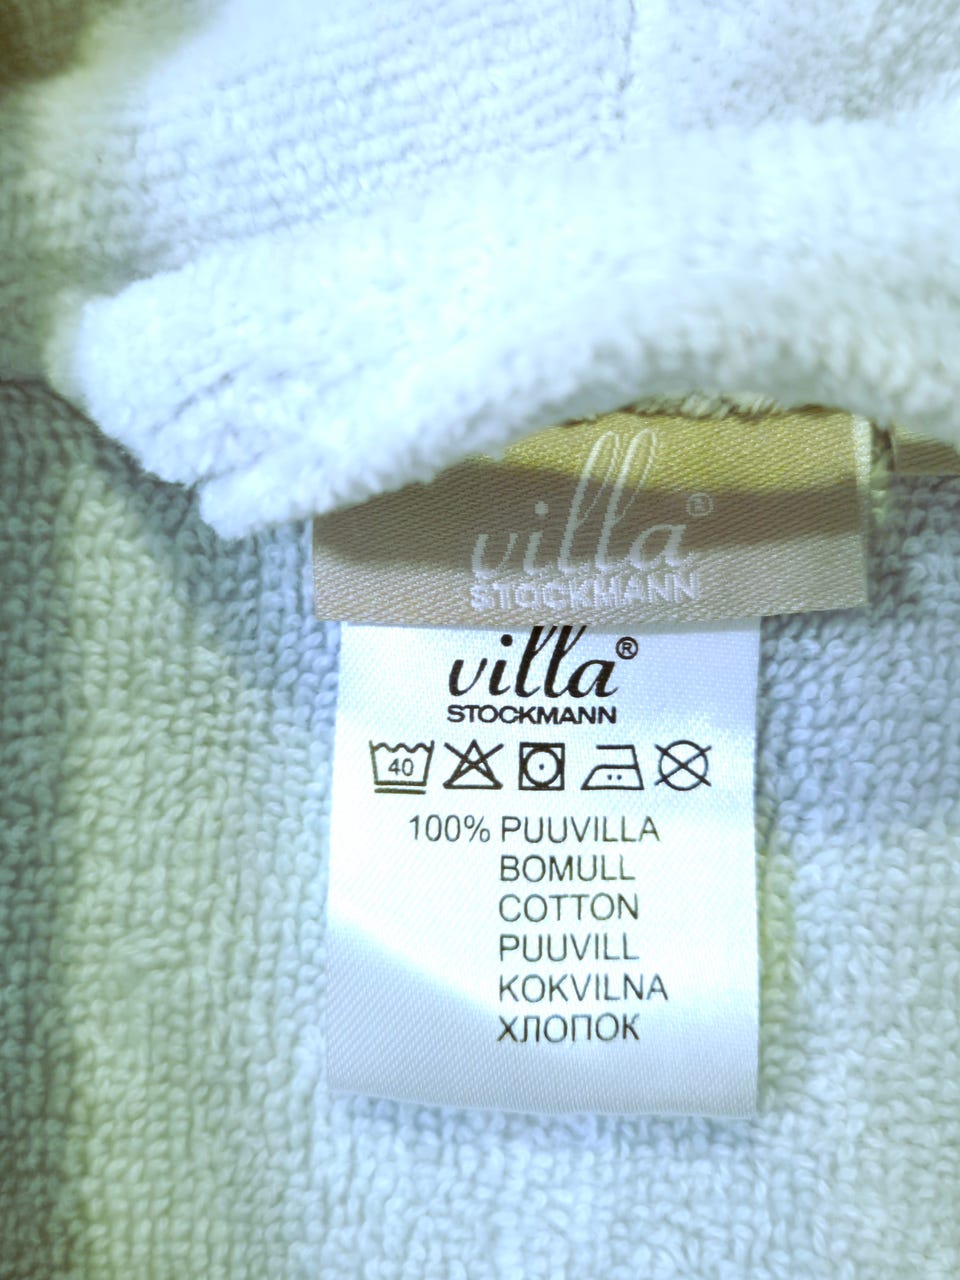 villa®
STOCKMANN
villa®
STOCKMANN
40
100% PUUVILLA
BOMULL
COTTON
PUUVILL
KOKVILNA
ХЛОПОК